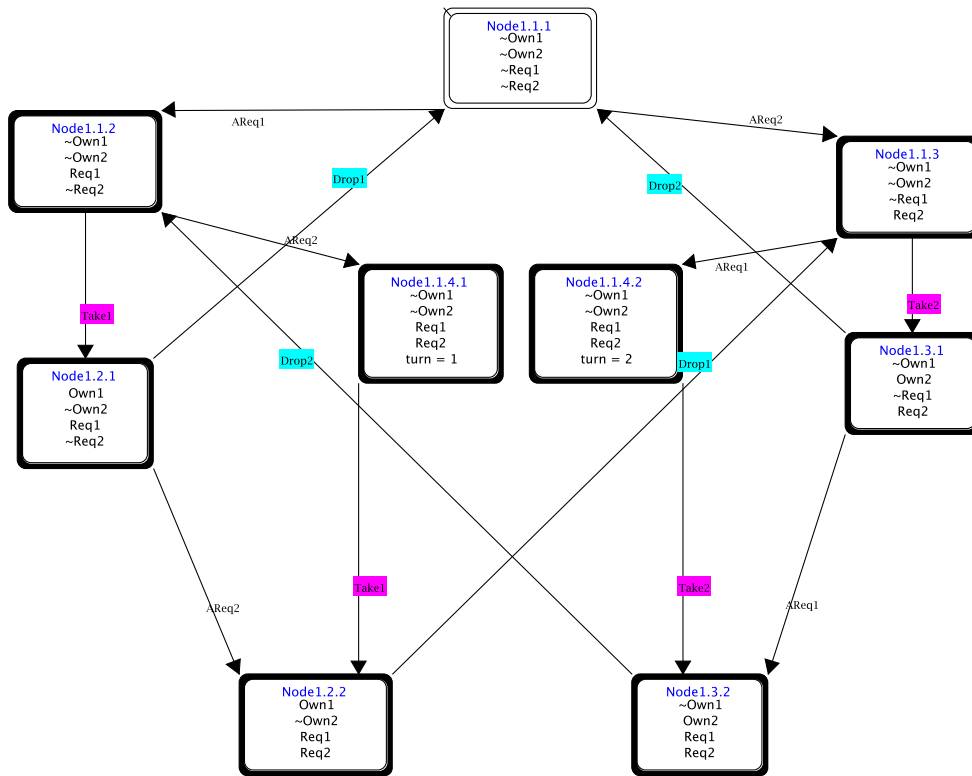 Node1.1.1
~Own1
~Own2
~Req1
~Req2
AReq1
AReq2
Node1.1.2
~Own1
~Own2
Req1
~Req2
Node1.1.3
~Own1
~Own2
~Req1
Req2
Drop1
Drop2
AReq2
AReq1
Node1.1.4.1
~Own1
~Own2
Req1
Req2
turn = 1
Node1.1.4.2
~Own1
~Own2
Req1
Req2
turn = 2
Take1
Take2
Drop2
Drop1
Node1.2.1
Own1
~Own2
Req1
~Req2
Node1.3.1
~Own1
Own2
~Req1
Req2
Take1
Take2
AReq2
AReq1
Node1.2.2
Own1
~Own2
Req1
Req2
Node1.3.2
~Own1
Own2
Req1
Req2